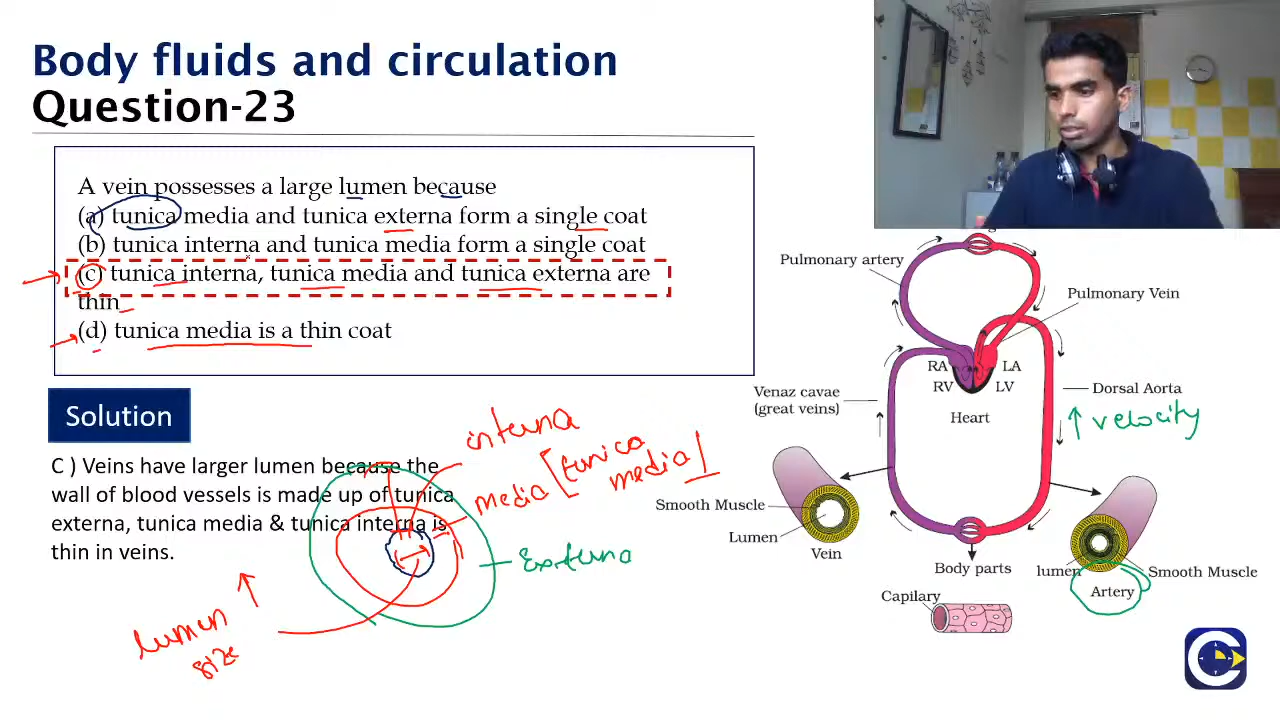 Body fluids and circulation
Question-23
A vein possesses a large lumen because
(a) tunica media and tunica externa form a single coat
(b) tunica interna and tunica media form a single coat
(c) tunica interna, tunica media and tunica externa are
thin
(d) tunica media is a thin coat
Solution
C ) Veins have larger lumen because the
wall of blood vessels is made up of tunica
externa, tunica media & tunica interna is
thin in veins.
interna
media [tunica
media]
Externa
lumen
size
Pulmonary artery
Pulmonary Vein
RA
LA
RV
LV
Heart
Venaz cavae
(great veins)
Dorsal Aorta
velocity
Smooth Muscle
Lumen
Vein
Body parts
Capilary
lumen
Smooth Muscle
Artery